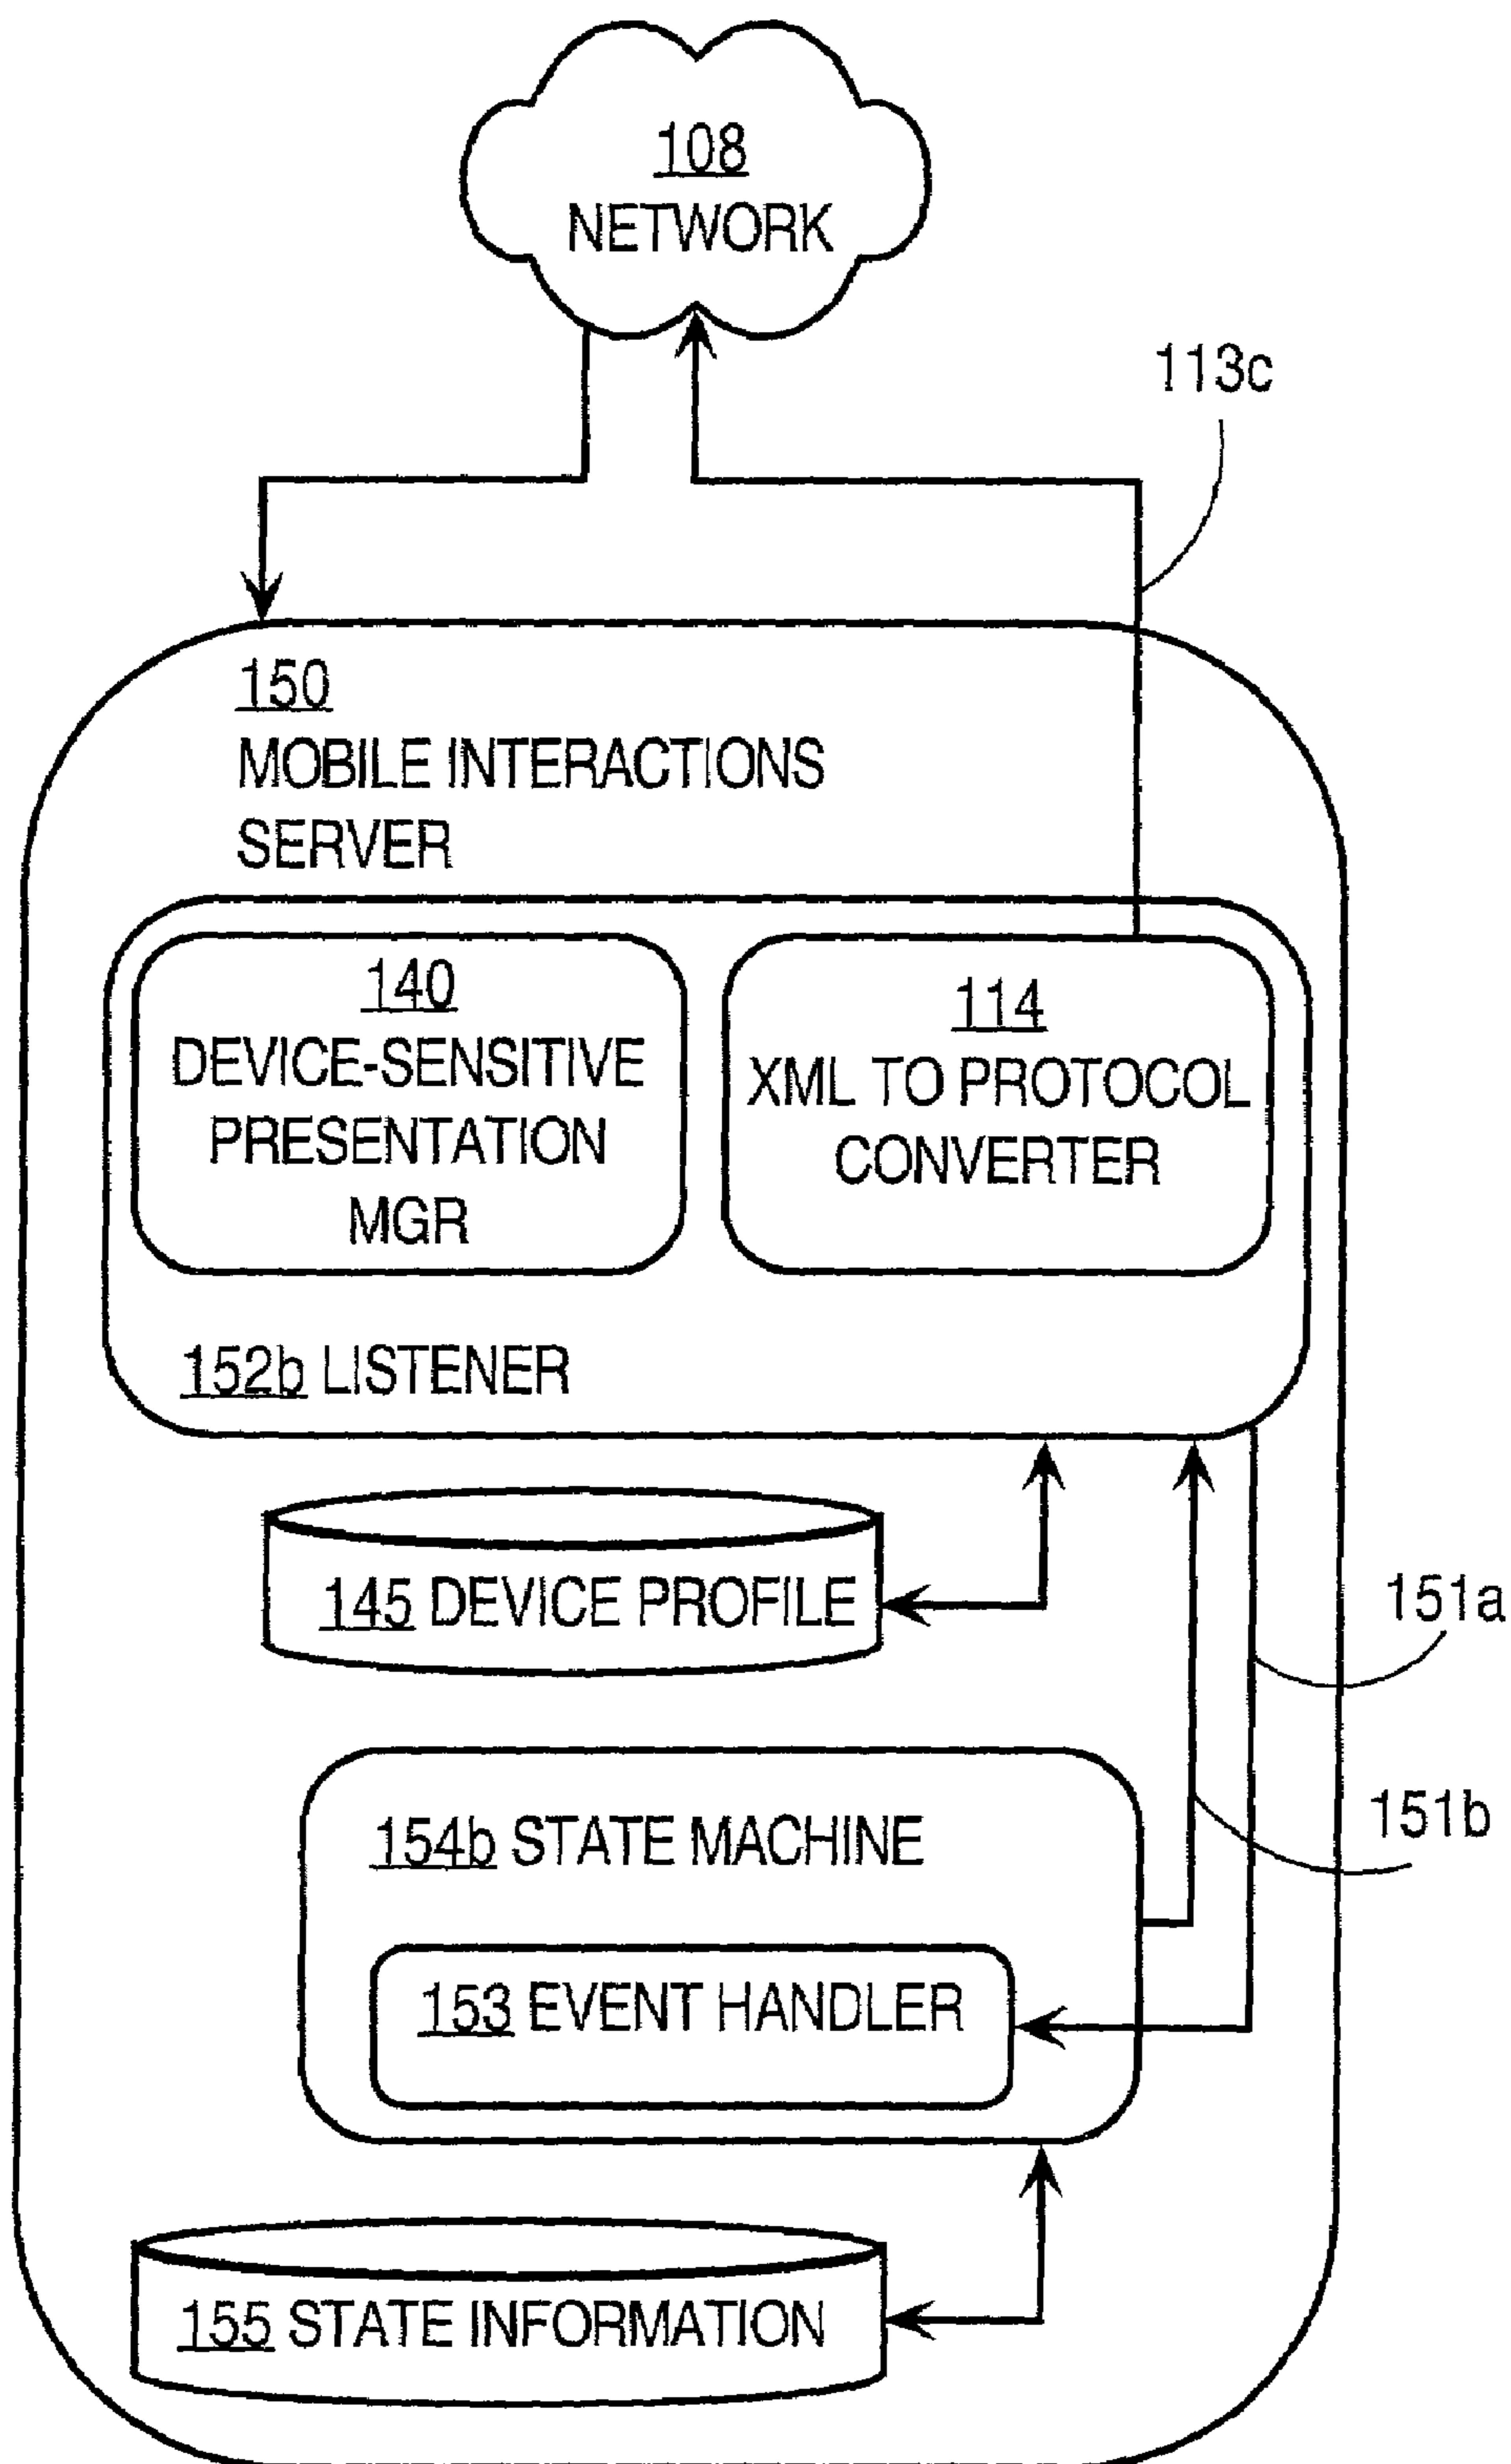 108
NETWORK
113c
150
MOBILE INTERACTIONS
SERVER
140
DEVICE-SENSITIVE
PRESENTATION
MGR
114
XML TO PROTOCOL
CONVERTER
152b LISTENER
145 DEVICE PROFILE
151a
151b
154b STATE MACHINE
153 EVENT HANDLER
155 STATE INFORMATION